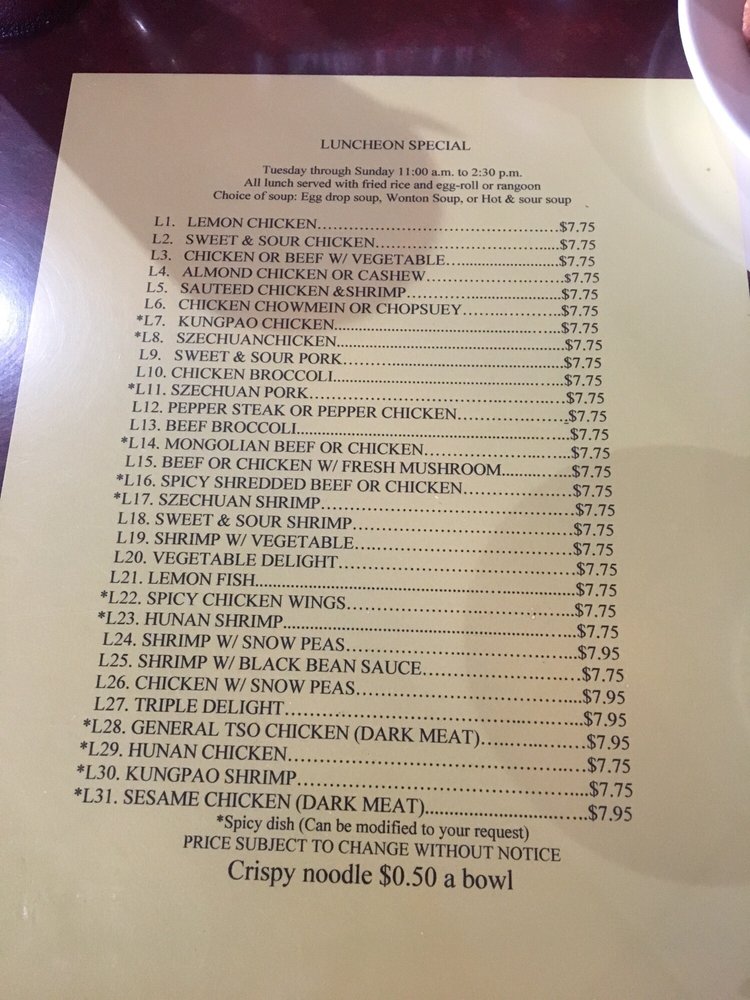 LUNCHEON SPECIAL
Tuesday through Sunday 11:00 a.m. to 2:30 p.m.
All lunch served with fried rice and egg-roll or rangoon
Choice of soup: Egg drop soup, Wonton Soup, or Hot & sour soup
L1. LEMON CHICKEN.....$7.75
L2. SWEET & SOUR CHICKEN.....$7.75
L3. CHICKEN OR BEEF W/ VEGETABLE.....$7.75
L4. ALMOND CHICKEN OR CASHEW.....$7.75
L5. SAUTEED CHICKEN &SHRIMP.....$7.75
L6. CHICKEN CHOWMEIN OR CHOPSUEY.....$7.75
*L7. KUNGPAO CHICKEN.....$7.75
*L8. SZECHUANCHICKEN.....$7.75
L9. SWEET & SOUR PORK.....$7.75
L10. CHICKEN BROCCOLI.....$7.75
*L11. SZECHUAN PORK.....$7.75
L12. PEPPER STEAK OR PEPPER CHICKEN.....$7.75
L13. BEEF BROCCOLI.....$7.75
*L14. MONGOLIAN BEEF OR CHICKEN.....$7.75
L15. BEEF OR CHICKEN W/ FRESH MUSHROOM.....$7.75
*L16. SPICY SHREDDED BEEF OR CHICKEN.....$7.75
*L17. SZECHUAN SHRIMP.....$7.75
L18. SWEET & SOUR SHRIMP.....$7.75
L19. SHRIMP W/ VEGETABLE.....$7.75
L20. VEGETABLE DELIGHT.....$7.75
L21. LEMON FISH.....$7.75
*L22. SPICY CHICKEN WINGS.....$7.75
*L23. HUNAN SHRIMP.....$7.75
L24. SHRIMP W/ SNOW PEAS.....$7.95
L25. SHRIMP W/ BLACK BEAN SAUCE.....$7.75
L26. CHICKEN W/ SNOW PEAS.....$7.95
L27. TRIPLE DELIGHT.....$7.95
*L28. GENERAL TSO CHICKEN (DARK MEAT).....$7.95
*L29. HUNAN CHICKEN.....$7.75
*L30. KUNGPAO SHRIMP.....$7.75
*L31. SESAME CHICKEN (DARK MEAT).....$7.95
*Spicy dish (Can be modified to your request)
PRICE SUBJECT TO CHANGE WITHOUT NOTICE
Crispy noodle $0.50 a bowl